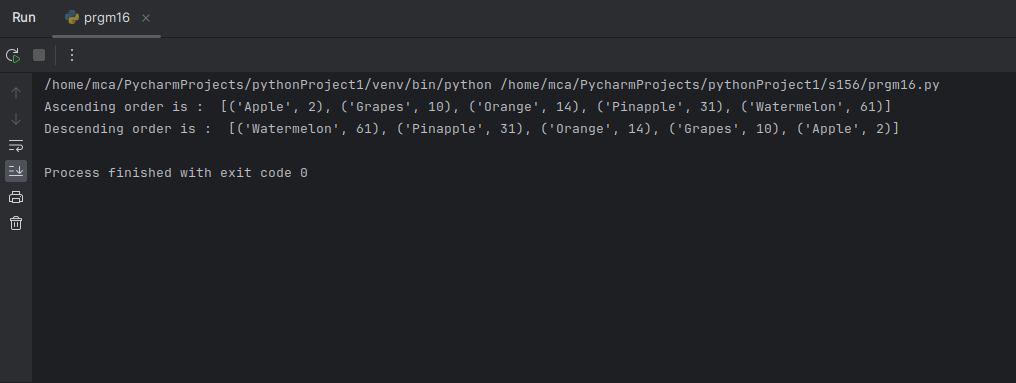 Run prgm16
/home/mca/PycharmProjects/pythonProject1/venv/bin/python /home/mca/PycharmProjects/pythonProject1/s156/prgm16.py
Ascending order is :  [('Apple', 2), ('Grapes', 10), ('Orange', 14), ('Pinapple', 31), ('Watermelon', 61)]
Descending order is :  [('Watermelon', 61), ('Pinapple', 31), ('Orange', 14), ('Grapes', 10), ('Apple', 2)]
Process finished with exit code 0